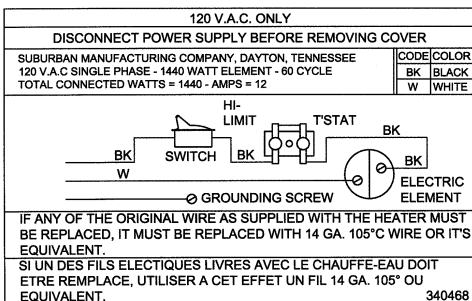 120 V.A.C. ONLY
DISCONNECT POWER SUPPLY BEFORE REMOVING COVER
SUBURBAN MANUFACTURING COMPANY, DAYTON, TENNESSEE
120 V.A.C SINGLE PHASE - 1440 WATT ELEMENT - 60 CYCLE
TOTAL CONNECTED WATTS = 1440 - AMPS = 12
CODE COLOR
BK BLACK
W WHITE
HI-
LIMIT
T'STAT
BK
BK
SWITCH
BK
BK
W
ELECTRIC
ELEMENT
GROUNDING SCREW
IF ANY OF THE ORIGINAL WIRE AS SUPPLIED WITH THE HEATER MUST
BE REPLACED, IT MUST BE REPLACED WITH 14 GA. 105°C WIRE OR IT'S
EQUIVALENT.
SI UN DES FILS ELECTIQUES LIVRES AVEC LE CHAUFFE-EAU DOIT
ETRE REMPLACE, UTILISER A CET EFFET UN FIL 14 GA. 105° OU
EQUIVALENT.
340468